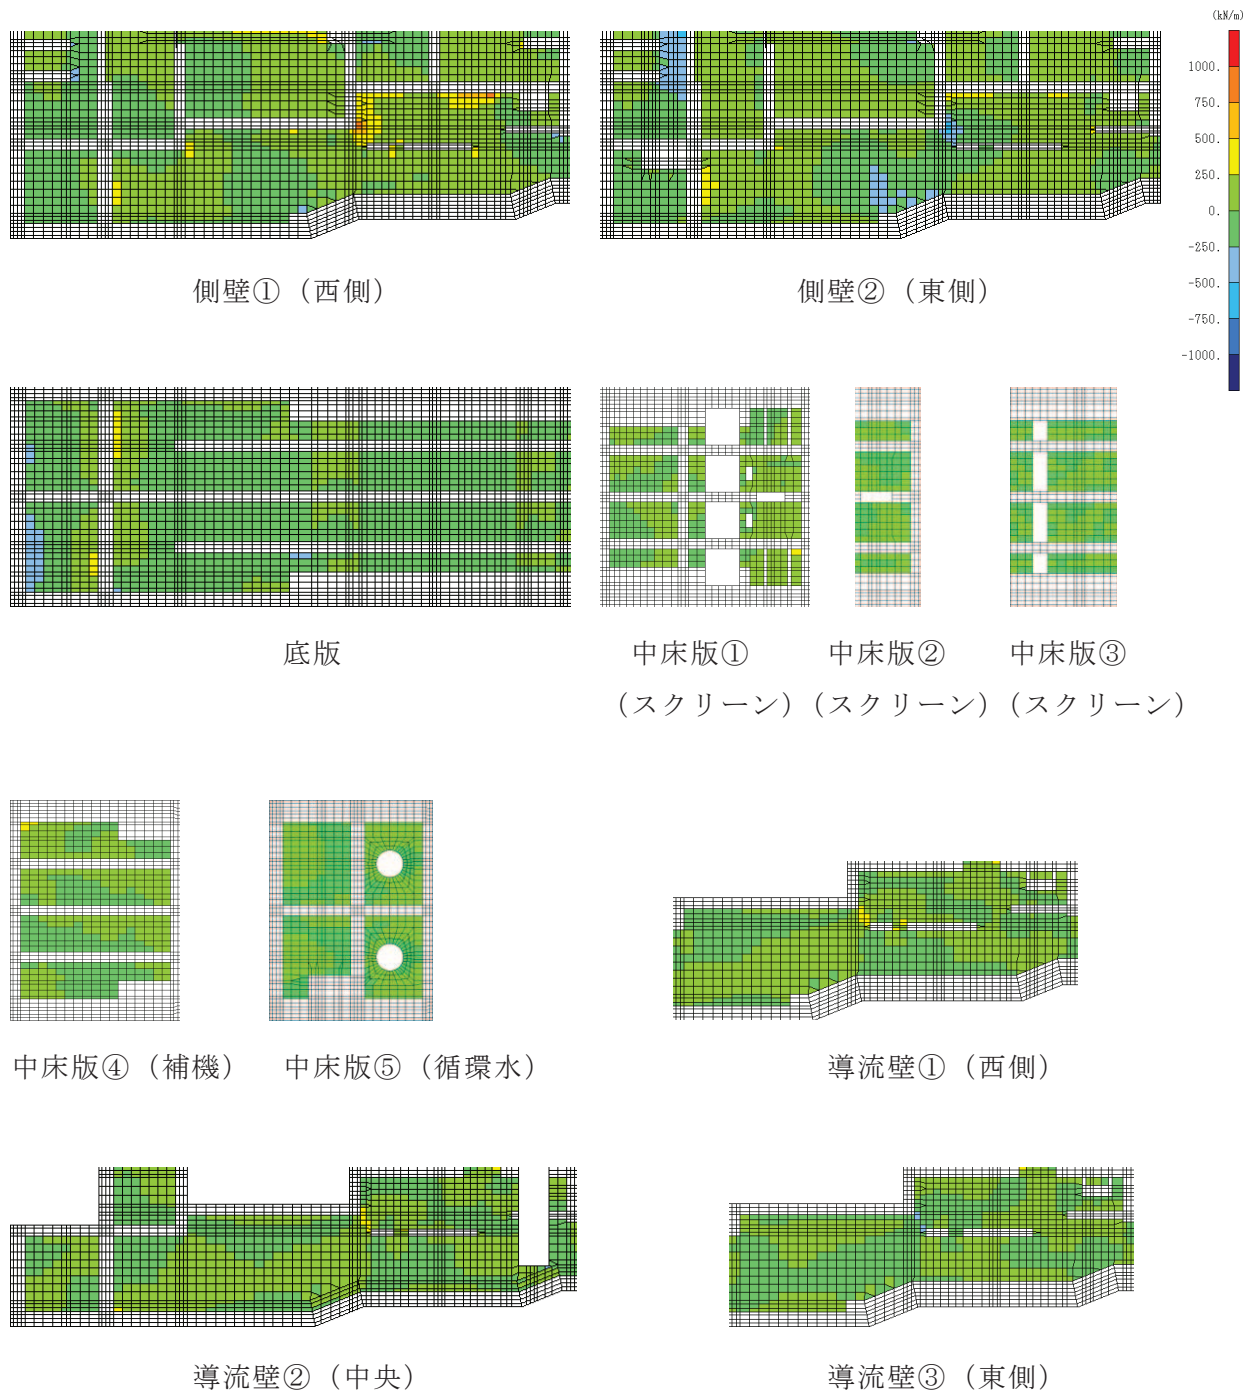 (kN/m)
1000.
750.
500.
250.
0.
-250.
-500.
-750.
-1000.
側壁①（西側）
側壁②（東側）
底版
中床版①
（スクリーン）
中床版②
（スクリーン）
中床版③
（スクリーン）
中床版④（補機）
中床版⑤（循環水）
導流壁①（西側）
導流壁②（中央）
導流壁③（東側）